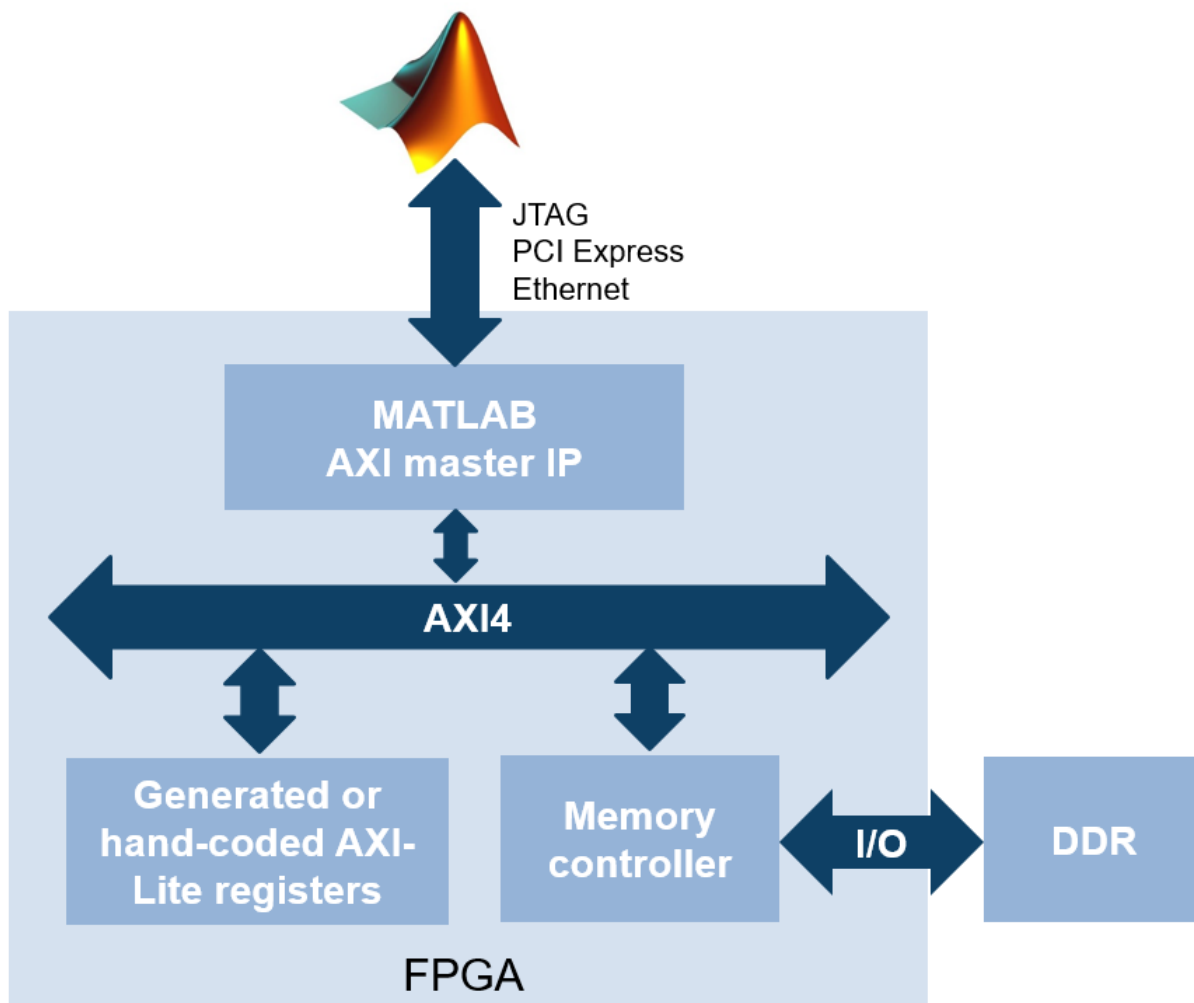 JTAG
PCI Express
Ethernet
MATLAB
AXI master IP
AXI4
Generated or
hand-coded AXI-
Lite registers
Memory
controller
I/O
DDR
FPGA